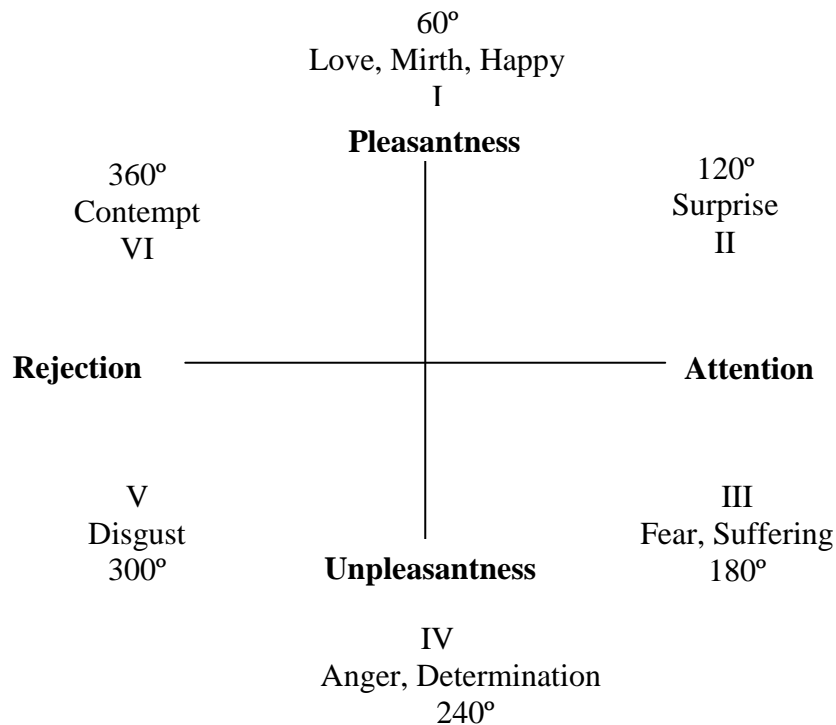 60º
Love, Mirth, Happy
I
Pleasantness
360º
Contempt
VI
120º
Surprise
II
Rejection
Attention
V
Disgust
300º
III
Fear, Suffering
180º
Unpleasantness
IV
Anger, Determination
240º